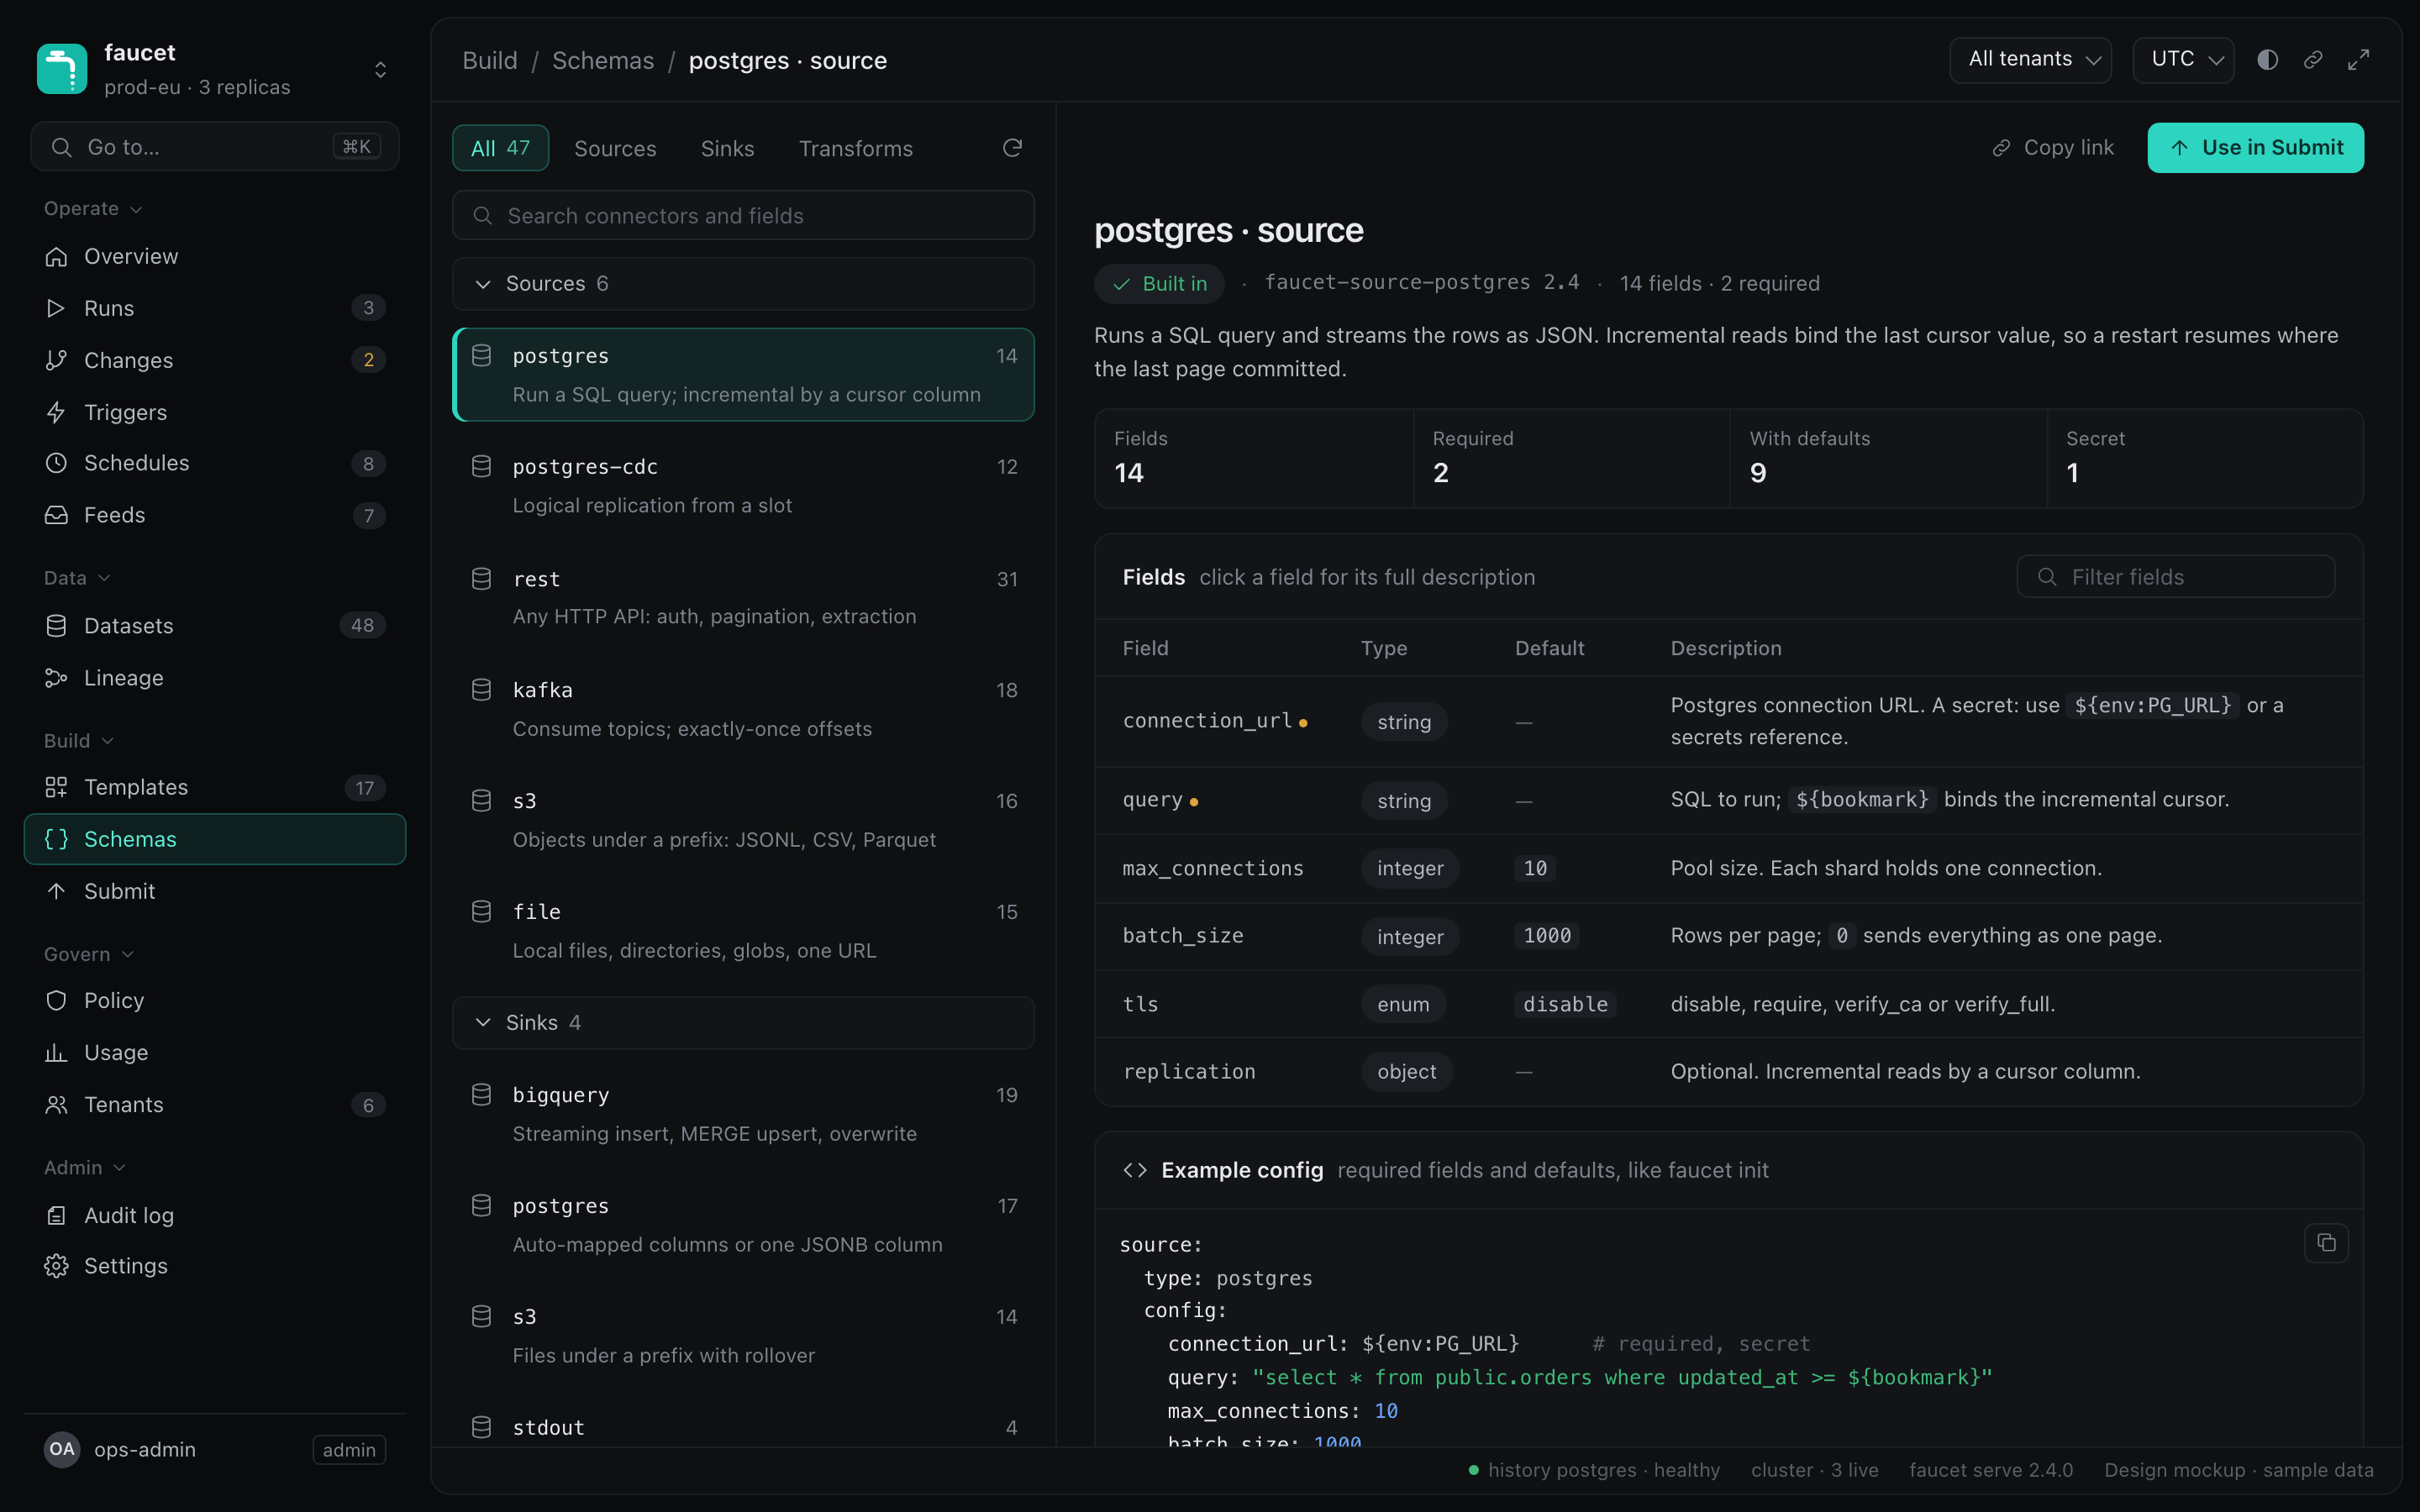 faucet
prod-eu · 3 replicas
Go to...
⌘K
Operate
Overview
Runs 3
Changes 2
Triggers
Schedules 8
Feeds 7
Data
Datasets 48
Lineage
Build
Templates 17
Schemas
Submit
Govern
Policy
Usage
Tenants 6
Admin
Audit log
Settings
OA ops-admin admin
Build / Schemas / postgres · source
All tenants
UTC
All 47
Sources
Sinks
Transforms
Search connectors and fields
Sources 6
postgres 14
Run a SQL query; incremental by a cursor column
postgres-cdc 12
Logical replication from a slot
rest 31
Any HTTP API: auth, pagination, extraction
kafka 18
Consume topics; exactly-once offsets
s3 16
Objects under a prefix: JSONL, CSV, Parquet
file 15
Local files, directories, globs, one URL
Sinks 4
bigquery 19
Streaming insert, MERGE upsert, overwrite
postgres 17
Auto-mapped columns or one JSONB column
s3 14
Files under a prefix with rollover
stdout 4
Copy link
Use in Submit
postgres · source
Built in · faucet-source-postgres 2.4 · 14 fields · 2 required
Runs a SQL query and streams the rows as JSON. Incremental reads bind the last cursor value, so a restart resumes where
the last page committed.
Fields Required With defaults Secret
14 2 9 1
Fields click a field for its full description
Filter fields
Field Type Default Description
connection_url string — Postgres connection URL. A secret: use ${env:PG_URL} or a
secrets reference.
query string — SQL to run; ${bookmark} binds the incremental cursor.
max_connections integer 10 Pool size. Each shard holds one connection.
batch_size integer 1000 Rows per page; 0 sends everything as one page.
tls enum disable disable, require, verify_ca or verify_full.
replication object — Optional. Incremental reads by a cursor column.
Example config required fields and defaults, like faucet init
source:
type: postgres
config:
connection_url: ${env:PG_URL} # required, secret
query: "select * from public.orders where updated_at >= ${bookmark}"
max_connections: 10
batch_size: 1000
history postgres · healthy
cluster · 3 live
faucet serve 2.4.0
Design mockup · sample data